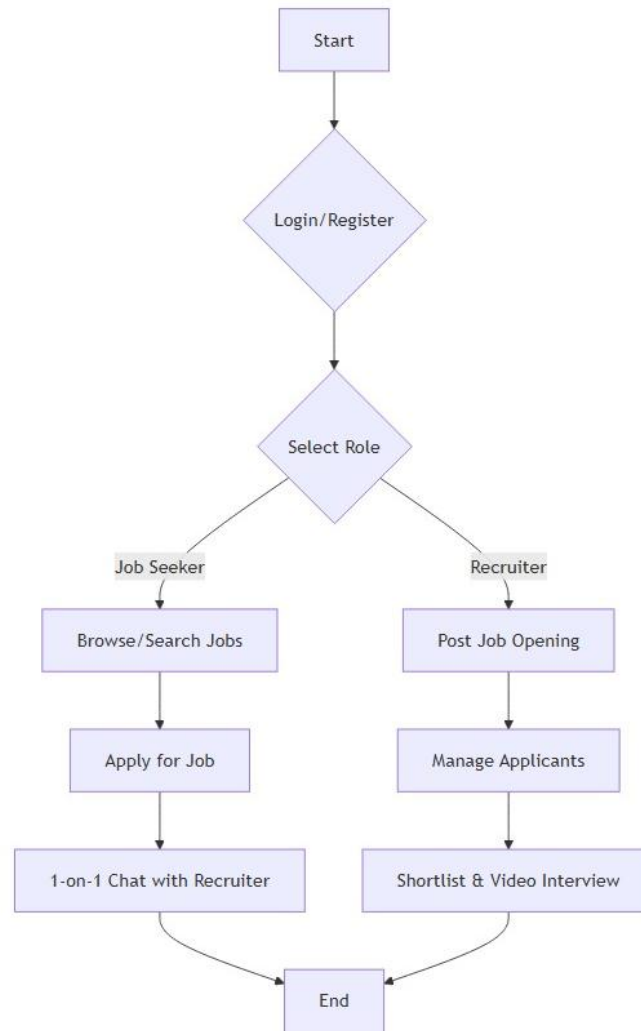 Start
Login/Register
Select Role
Job Seeker
Recruiter
Browse/Search Jobs
Post Job Opening
Apply for Job
Manage Applicants
1-on-1 Chat with Recruiter
Shortlist & Video Interview
End